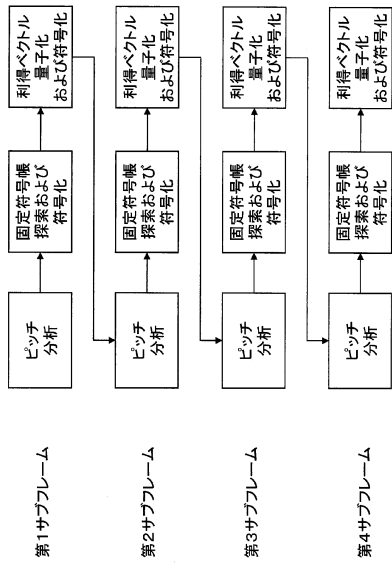 第1サブフレーム
ピッチ
分析
固定符号帳
探索および
符号化
利得ベクトル
量子化
および符号化
第2サブフレーム
ピッチ
分析
固定符号帳
探索および
符号化
利得ベクトル
量子化
および符号化
第3サブフレーム
ピッチ
分析
固定符号帳
探索および
符号化
利得ベクトル
量子化
および符号化
第4サブフレーム
ピッチ
分析
固定符号帳
探索および
符号化
利得ベクトル
量子化
および符号化